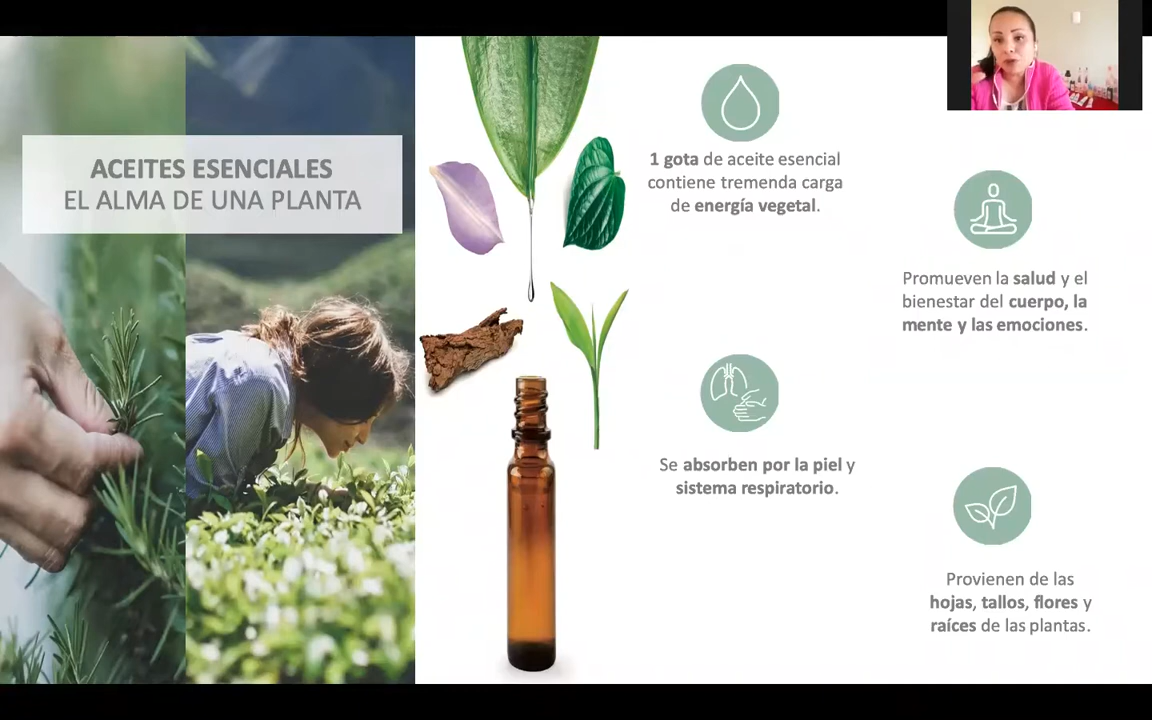 ACEITES ESENCIALES
EL ALMA DE UNA PLANTA
1 gota de aceite esencial
contiene tremenda carga
de energía vegetal.
Promueven la salud y el
bienestar del cuerpo, la
mente y las emociones.
Se absorben por la piel y
sistema respiratorio.
Provienen de las
hojas, tallos, flores y
raíces de las plantas.